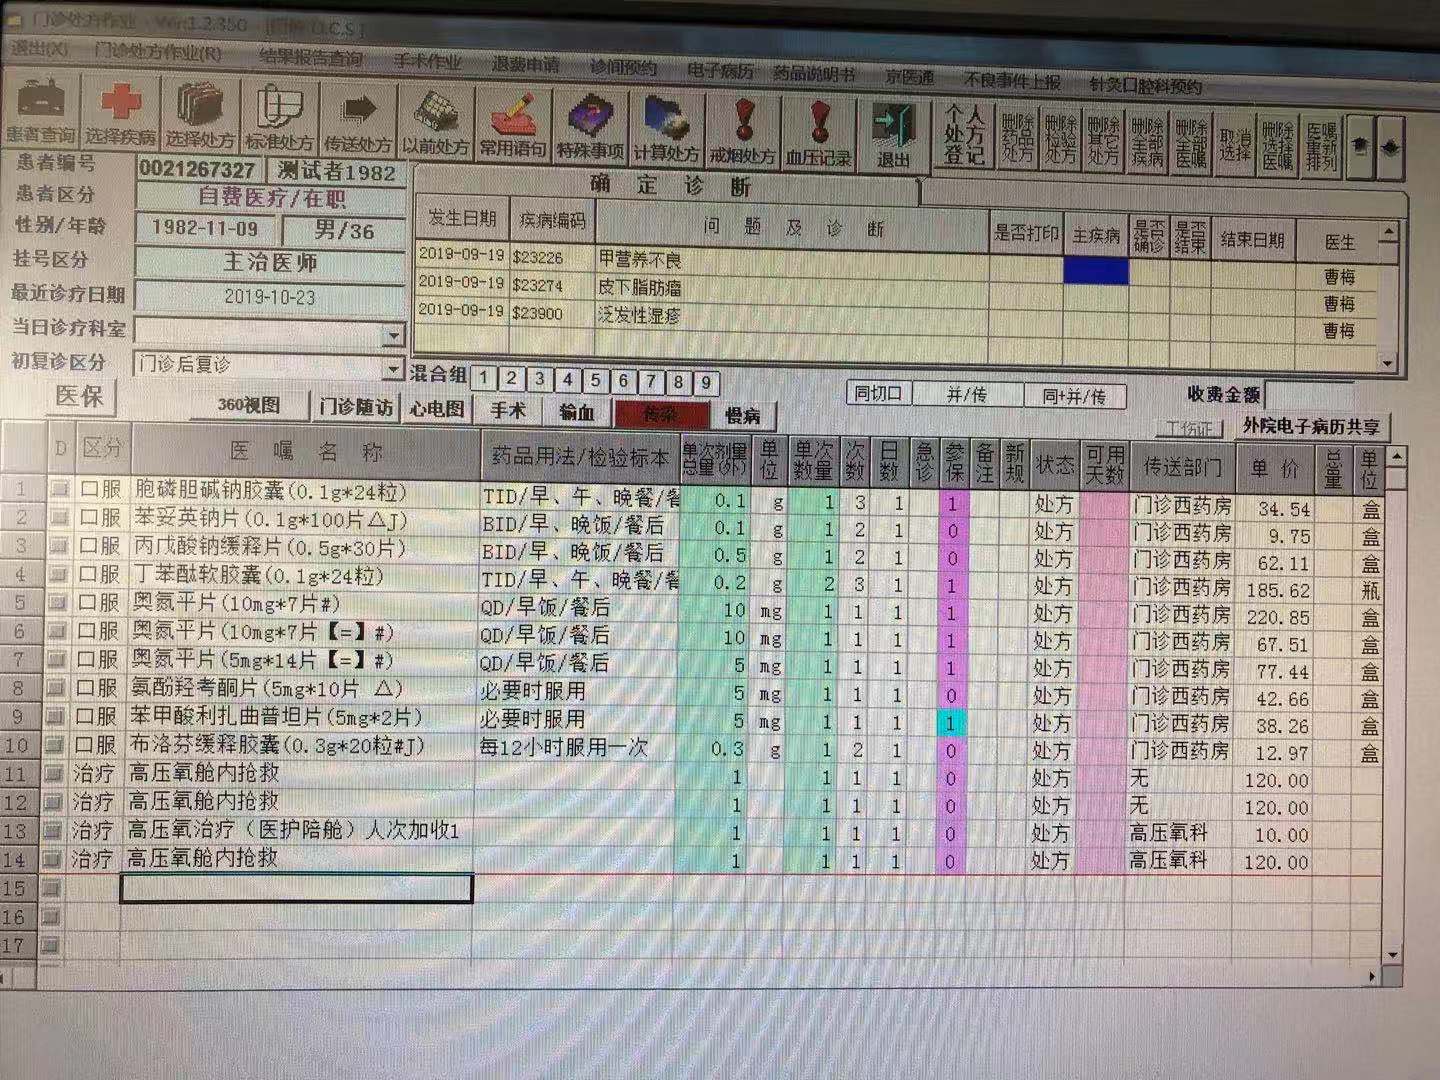 门诊处方作业 Ver:1.2.350
退出(X) 门诊处方作业(R) 结果报告查询 手术作业 退费申请 诊间预约 电子病历 药品说明书 京医通 不良事件上报 针灸口腔科预约
患者查询 选择疾病 选择处方 标准处方 传送处方 以前处方 常用语句 特殊事项 计算处方 戒烟处方 血压记录 退出 个人处方登记 删除药品处方 删除检验处方 删除其它处方 删除全部疾病 删除全部医嘱 取消选择 删除选择医嘱 医嘱重新排列
患者编号 0021267327 测试者1982
患者区分 自费医疗/在职
性别/年龄 1982-11-09 男/36
挂号区分 主治医师
最近诊疗日期 2019-10-23
当日诊疗科室
初复诊区分 门诊后复诊
确定诊断
发生日期 疾病编码 问题及诊断 是否打印 主疾病 是否确诊 是否结束 结束日期 医生
2019-09-19 $23226 甲营养不良 曹梅
2019-09-19 $23274 皮下脂肪瘤 曹梅
2019-09-19 $23900 泛发性湿疹 曹梅
混合组 1 2 3 4 5 6 7 8 9 同切口 并/传 同+并/传 收费金额
医保 360视图 门诊随访 心电图 手术 输血 传染 慢病 工伤证 外院电子病历共享
D 区分 医嘱名称 药品用法/检验标本 单次剂量总量(外) 单位 单次数量 次数 日数 急诊 参保 备注 新规 状态 可用天数 传送部门 单价 总量 单位
1 口服 胞磷胆碱钠胶囊(0.1g*24粒) TID/早、午、晚餐/餐 0.1 g 1 3 1 1 处方 门诊西药房 34.54 盒
2 口服 苯妥英钠片(0.1g*100片△J) BID/早、晚饭/餐后 0.1 g 1 2 1 0 处方 门诊西药房 9.75 盒
3 口服 丙戊酸钠缓释片(0.5g*30片) BID/早、晚饭/餐后 0.5 g 1 2 1 0 处方 门诊西药房 62.11 盒
4 口服 丁苯酞软胶囊(0.1g*24粒) TID/早、午、晚餐/餐 0.2 g 2 3 1 1 处方 门诊西药房 185.62 瓶
5 口服 奥氮平片(10mg*7片#) QD/早饭/餐后 10 mg 1 1 1 1 处方 门诊西药房 220.85 盒
6 口服 奥氮平片(10mg*7片【=】#) QD/早饭/餐后 10 mg 1 1 1 1 处方 门诊西药房 67.51 盒
7 口服 奥氮平片(5mg*14片【=】#) QD/早饭/餐后 5 mg 1 1 1 1 处方 门诊西药房 77.44 盒
8 口服 氨酚羟考酮片(5mg*10片 △) 必要时服用 5 mg 1 1 1 0 处方 门诊西药房 42.66 盒
9 口服 苯甲酸利扎曲普坦片(5mg*2片) 必要时服用 5 mg 1 1 1 1 处方 门诊西药房 38.26 盒
10 口服 布洛芬缓释胶囊(0.3g*20粒#J) 每12小时服用一次 0.3 g 1 2 1 0 处方 门诊西药房 12.97 盒
11 治疗 高压氧舱内抢救 1 1 1 1 0 处方 无 120.00
12 治疗 高压氧舱内抢救 1 1 1 1 0 处方 无 120.00
13 治疗 高压氧治疗（医护陪舱）人次加收1 1 1 1 1 0 处方 高压氧科 10.00
14 治疗 高压氧舱内抢救 1 1 1 1 0 处方 高压氧科 120.00
15
16
17